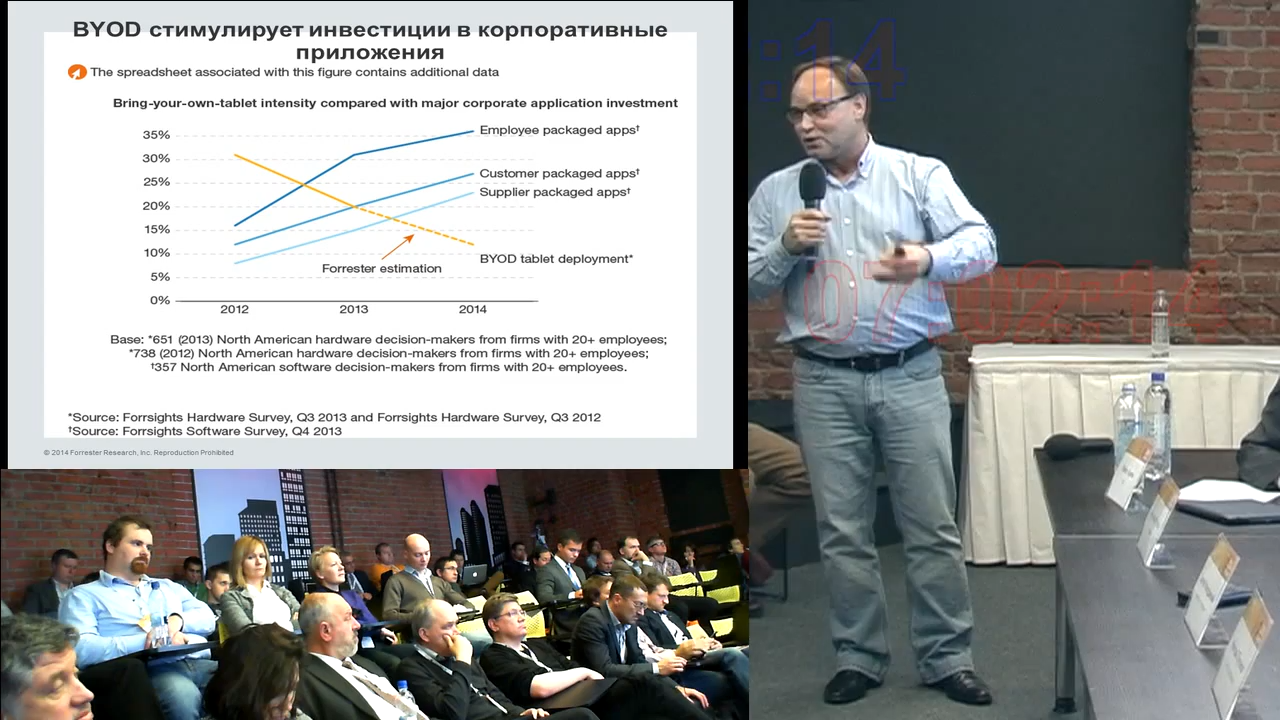 BYOD стимулирует инвестиции в корпоративные
приложения
The spreadsheet associated with this figure contains additional data
Bring-your-own-tablet intensity compared with major corporate application investment
35%
30%
25%
20%
15%
10%
5%
0%
Employee packaged apps†
Customer packaged apps†
Supplier packaged apps†
BYOD tablet deployment*
Forrester estimation
2012 2013 2014
Base: *651 (2013) North American hardware decision-makers from firms with 20+ employees;
*738 (2012) North American hardware decision-makers from firms with 20+ employees;
†357 North American software decision-makers from firms with 20+ employees.
*Source: Forrsights Hardware Survey, Q3 2013 and Forrsights Hardware Survey, Q3 2012
†Source: Forrsights Software Survey, Q4 2013
© 2014 Forrester Research, Inc. Reproduction Prohibited
:14